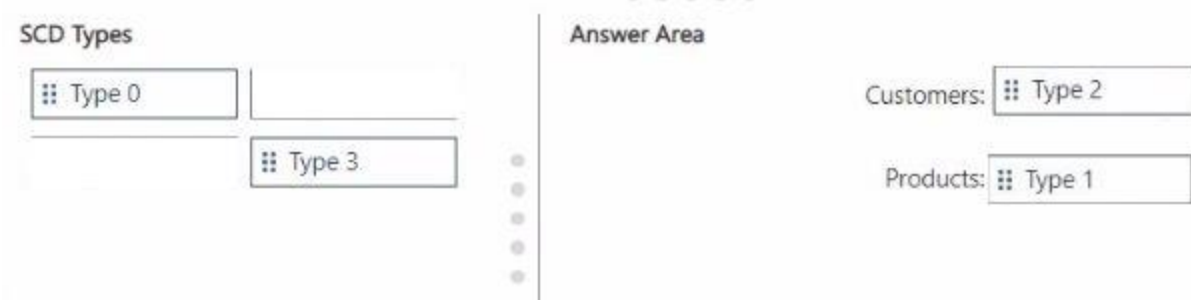 SCD Types
Answer Area
Type 0
Customers: Type 2
Type 3
Products: Type 1